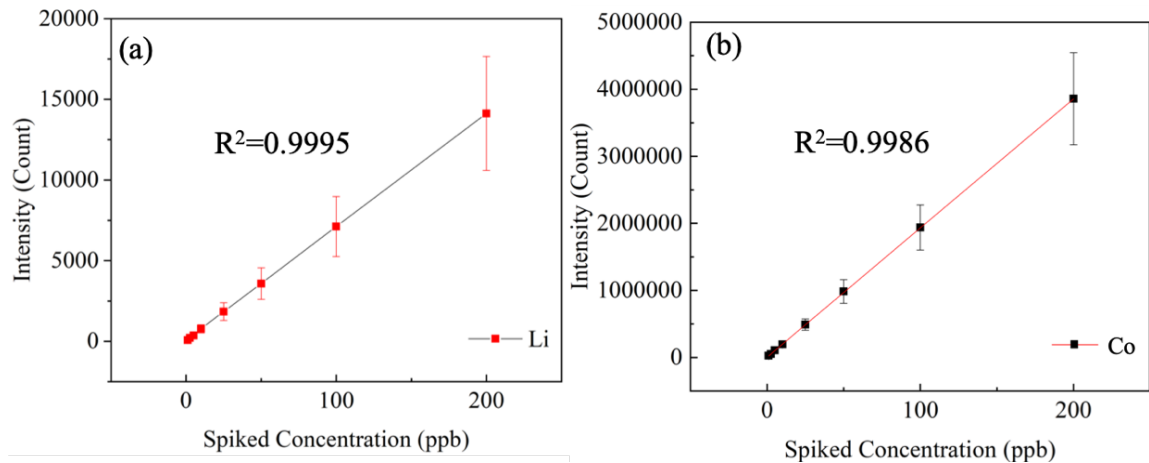 (a)
R²=0.9995
20000
15000
10000
5000
0
Intensity (Count)
Li
0
100
200
Spiked Concentration (ppb)
(b)
R²=0.9986
5000000
4000000
3000000
2000000
1000000
0
Intensity (Count)
Co
0
100
200
Spiked Concentration (ppb)